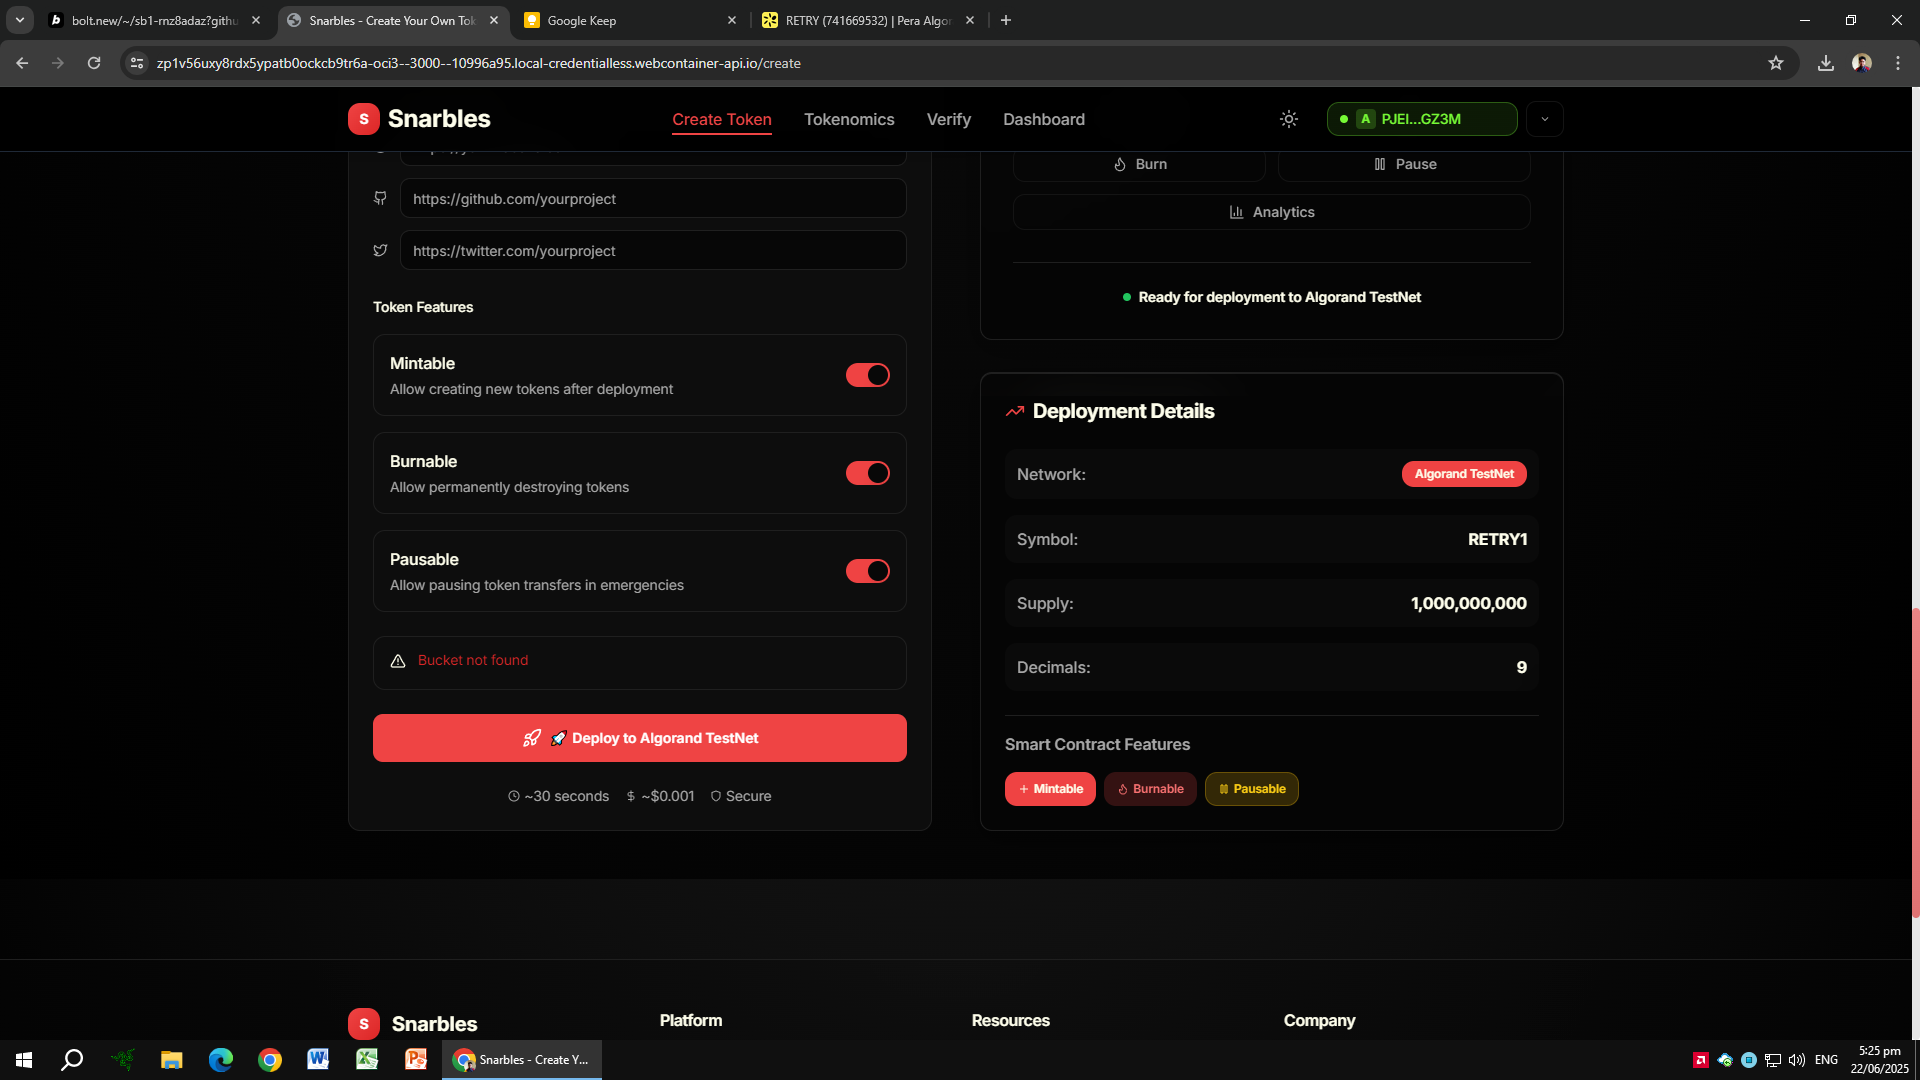 bolt.new/~/sb1-rnz8adaz?githu
Snarbles - Create Your Own Tok
Google Keep
RETRY (741669532) | Pera Algo
zp1v56uxy8rdx5ypatb0ockcb9tr6a-oci3--3000--10996a95.local-credentialless.webcontainer-api.io/create
S
Snarbles
Create Token
Tokenomics
Verify
Dashboard
A PJEI...GZ3M
https://github.com/yourproject
https://twitter.com/yourproject
Token Features
Mintable
Allow creating new tokens after deployment
Burnable
Allow permanently destroying tokens
Pausable
Allow pausing token transfers in emergencies
Bucket not found
🚀 Deploy to Algorand TestNet
~30 seconds
~$0.001
Secure
Burn
Pause
Analytics
Ready for deployment to Algorand TestNet
Deployment Details
Network:
Algorand TestNet
Symbol:
RETRY1
Supply:
1,000,000,000
Decimals:
9
Smart Contract Features
+ Mintable
Burnable
Pausable
S
Snarbles
Platform
Resources
Company
Snarbles - Create Y...
ENG
5:25 pm
22/06/2025